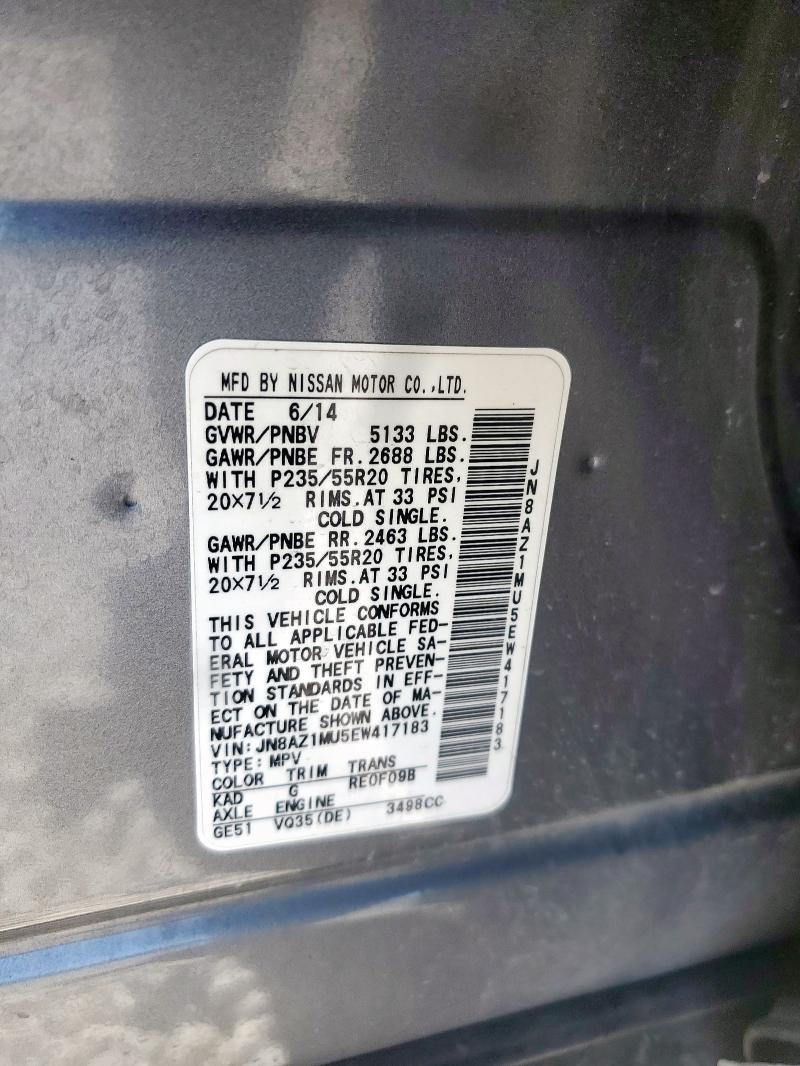 MFD BY NISSAN MOTOR CO.,LTD.
DATE 6/14
GVWR/PNBV 5133 LBS.
GAWR/PNBE FR. 2688 LBS.
WITH P235/55R20 TIRES,
20X7½ RIMS. AT 33 PSI
COLD SINGLE.
GAWR/PNBE RR. 2463 LBS.
WITH P235/55R20 TIRES,
20X7½ RIMS. AT 33 PSI
COLD SINGLE.
THIS VEHICLE CONFORMS
TO ALL APPLICABLE FED-
ERAL MOTOR VEHICLE SA-
FETY AND THEFT PREVEN-
TION STANDARDS IN EFF-
ECT ON THE DATE OF MA-
NUFACTURE SHOWN ABOVE.
VIN: JN8AZ1MU5EW417183
TYPE: MPV
COLOR TRIM TRANS
KAD G RE0F09B
AXLE ENGINE
GE51 VQ35(DE) 3498CC
JN8AZ1MU5EW417183